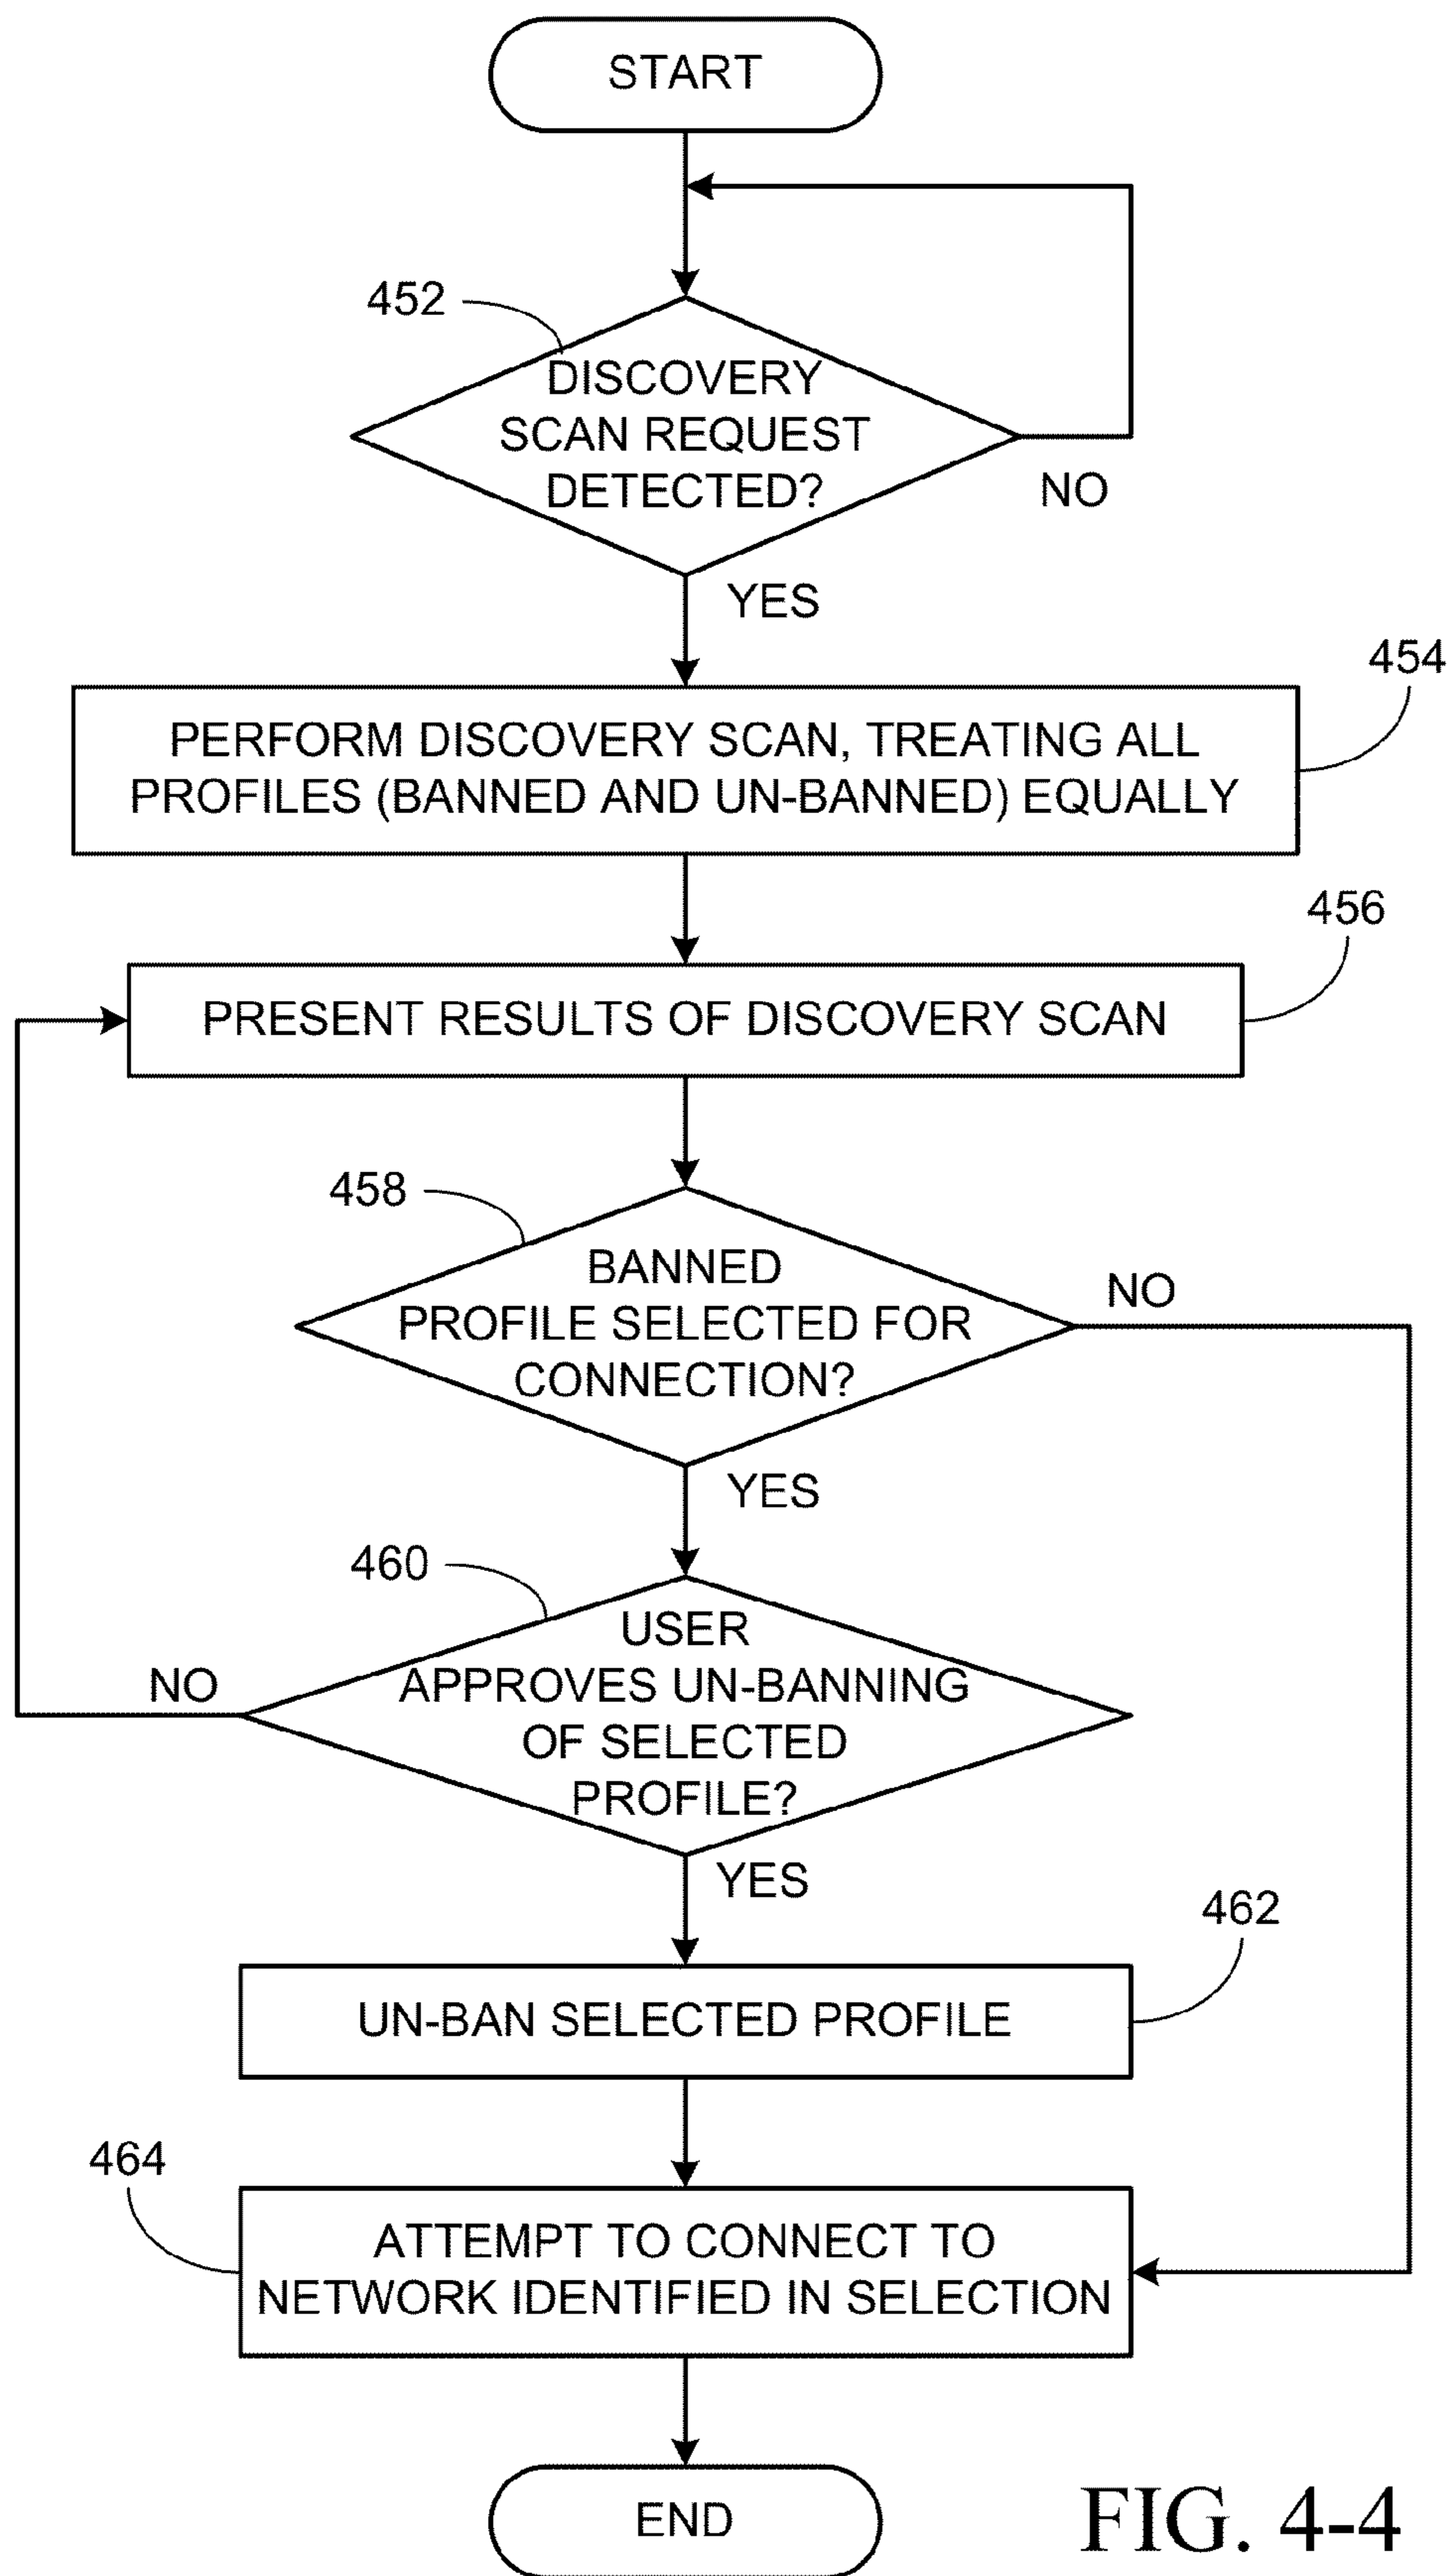 START
452
DISCOVERY
SCAN REQUEST
DETECTED?
NO
YES
454
PERFORM DISCOVERY SCAN, TREATING ALL
PROFILES (BANNED AND UN-BANNED) EQUALLY
456
PRESENT RESULTS OF DISCOVERY SCAN
458
BANNED
PROFILE SELECTED FOR
CONNECTION?
NO
YES
460
USER
APPROVES UN-BANNING
OF SELECTED
PROFILE?
NO
YES
462
UN-BAN SELECTED PROFILE
464
ATTEMPT TO CONNECT TO
NETWORK IDENTIFIED IN SELECTION
END
FIG. 4-4